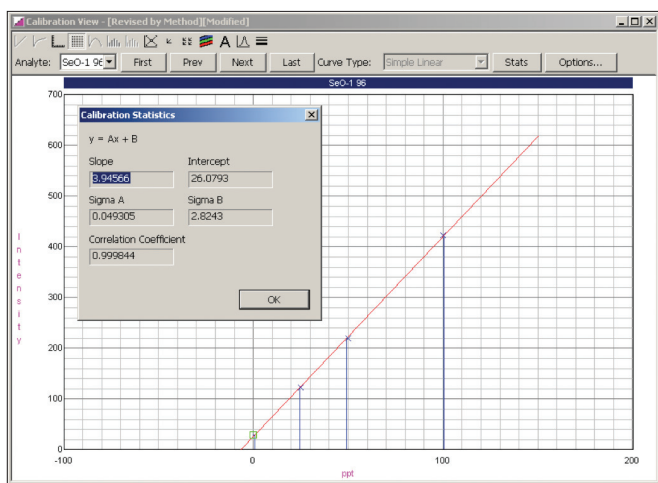 Calibration View - [Revised by Method][Modified]
A
Analyte: SeO-1 96 First Prev Next Last Curve Type: Simple Linear Stats Options...
SeO-1 96
Calibration Statistics
y = Ax + B
Slope Intercept
3.94566 26.0793
Sigma A Sigma B
0.049305 2.8243
Correlation Coefficient
0.999844
OK
Intensity
700
600
500
400
300
200
100
0
-100 0 100 200
ppt